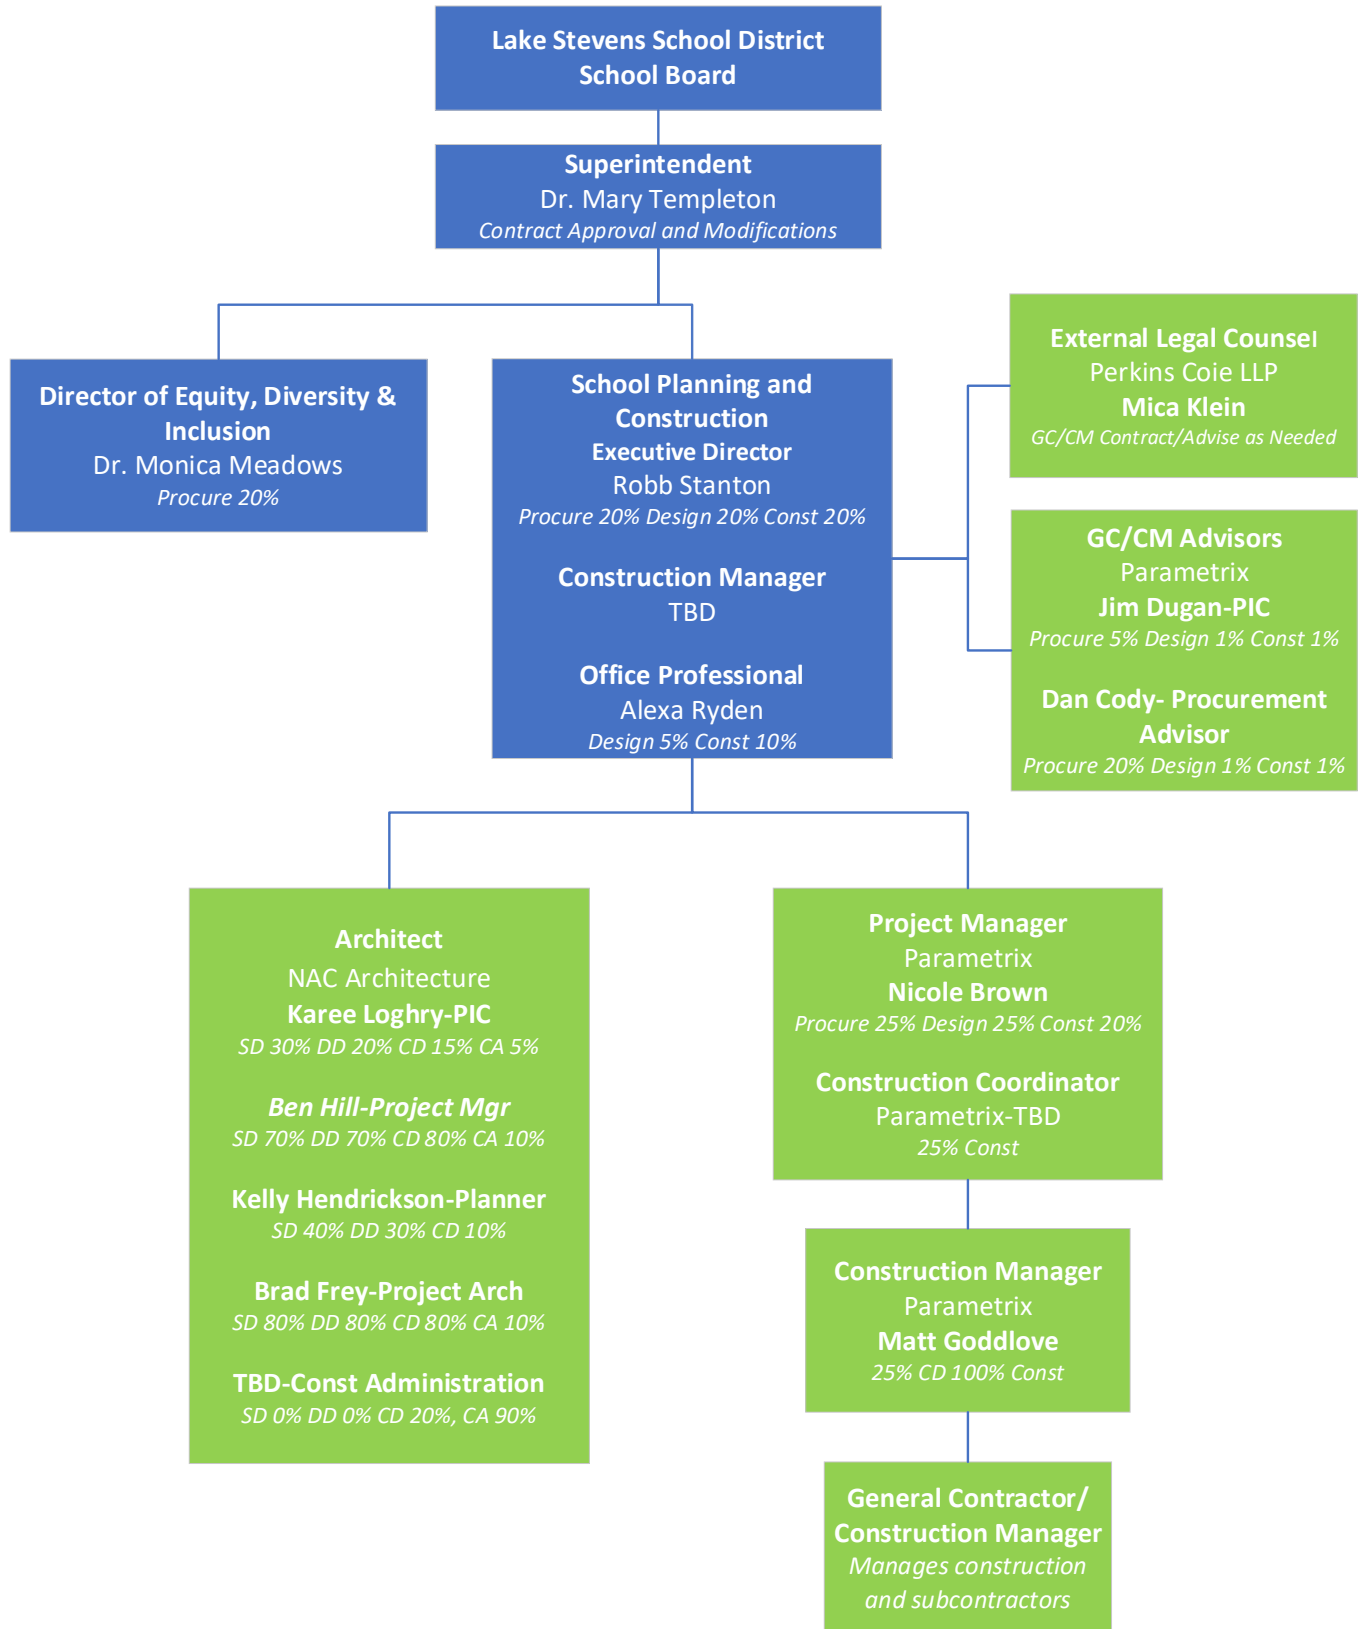 Lake Stevens School District
School Board
Superintendent
Dr. Mary Templeton
Contract Approval and Modifications
Director of Equity, Diversity &
Inclusion
Dr. Monica Meadows
Procure 20%
School Planning and
Construction
Executive Director
Robb Stanton
Procure 20% Design 20% Const 20%
Construction Manager
TBD
Office Professional
Alexa Ryden
Design 5% Const 10%
External Legal Counsel
Perkins Coie LLP
Mica Klein
GC/CM Contract/Advise as Needed
GC/CM Advisors
Parametrix
Jim Dugan-PIC
Procure 5% Design 1% Const 1%
Dan Cody- Procurement
Advisor
Procure 20% Design 1% Const 1%
Architect
NAC Architecture
Karee Loghry-PIC
SD 30% DD 20% CD 15% CA 5%
Ben Hill-Project Mgr
SD 70% DD 70% CD 80% CA 10%
Kelly Hendrickson-Planner
SD 40% DD 30% CD 10%
Brad Frey-Project Arch
SD 80% DD 80% CD 80% CA 10%
TBD-Const Administration
SD 0% DD 0% CD 20%, CA 90%
Project Manager
Parametrix
Nicole Brown
Procure 25% Design 25% Const 20%
Construction Coordinator
Parametrix-TBD
25% Const
Construction Manager
Parametrix
Matt Goddlove
25% CD 100% Const
General Contractor/
Construction Manager
Manages construction
and subcontractors